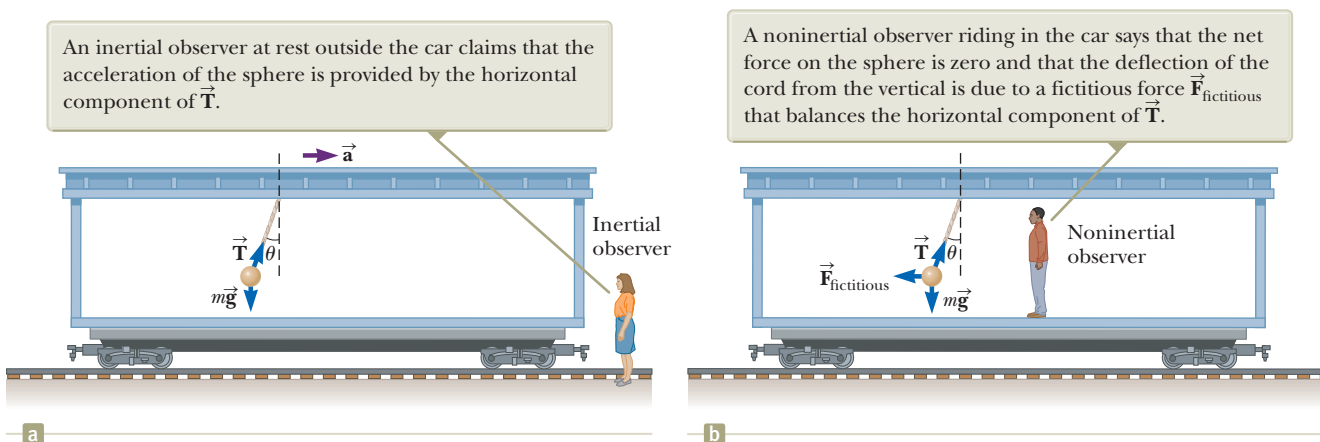 An inertial observer at rest outside the car claims that the
acceleration of the sphere is provided by the horizontal
component of T⃗.
a⃗
Inertial
observer
T⃗
θ
mg⃗
a
A noninertial observer riding in the car says that the net
force on the sphere is zero and that the deflection of the
cord from the vertical is due to a fictitious force F⃗fictitious
that balances the horizontal component of T⃗.
Noninertial
observer
T⃗
θ
F⃗fictitious
mg⃗
b